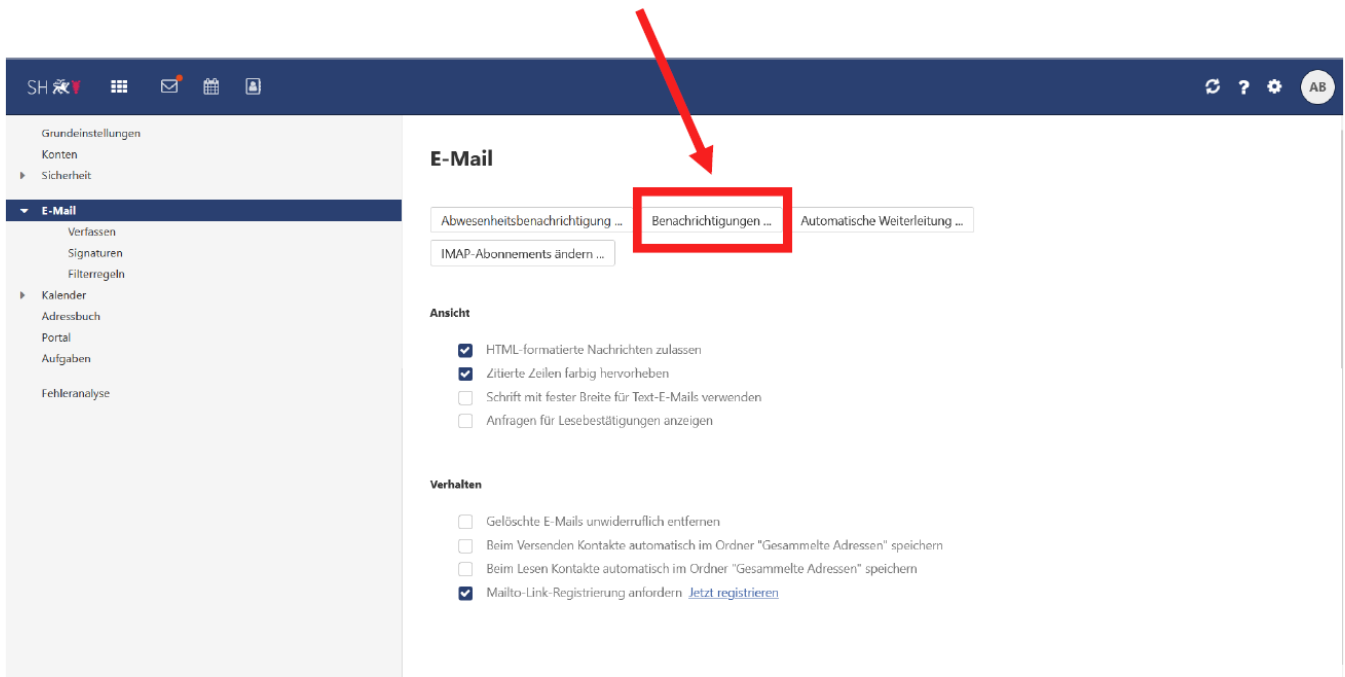 SH
AB
Grundeinstellungen
Konten
Sicherheit
E-Mail
Verfassen
Signaturen
Filterregeln
Kalender
Adressbuch
Portal
Aufgaben
Fehleranalyse
E-Mail
Abwesenheitsbenachrichtigung ... Benachrichtigungen ... Automatische Weiterleitung ...
IMAP-Abonnements ändern ...
Ansicht
HTML-formatierte Nachrichten zulassen
Zitierte Zeilen farbig hervorheben
Schrift mit fester Breite für Text-E-Mails verwenden
Anfragen für Lesebestätigungen anzeigen
Verhalten
Gelöschte E-Mails unwiderruflich entfernen
Beim Versenden Kontakte automatisch im Ordner "Gesammelte Adressen" speichern
Beim Lesen Kontakte automatisch im Ordner "Gesammelte Adressen" speichern
Mailto-Link-Registrierung anfordern Jetzt registrieren